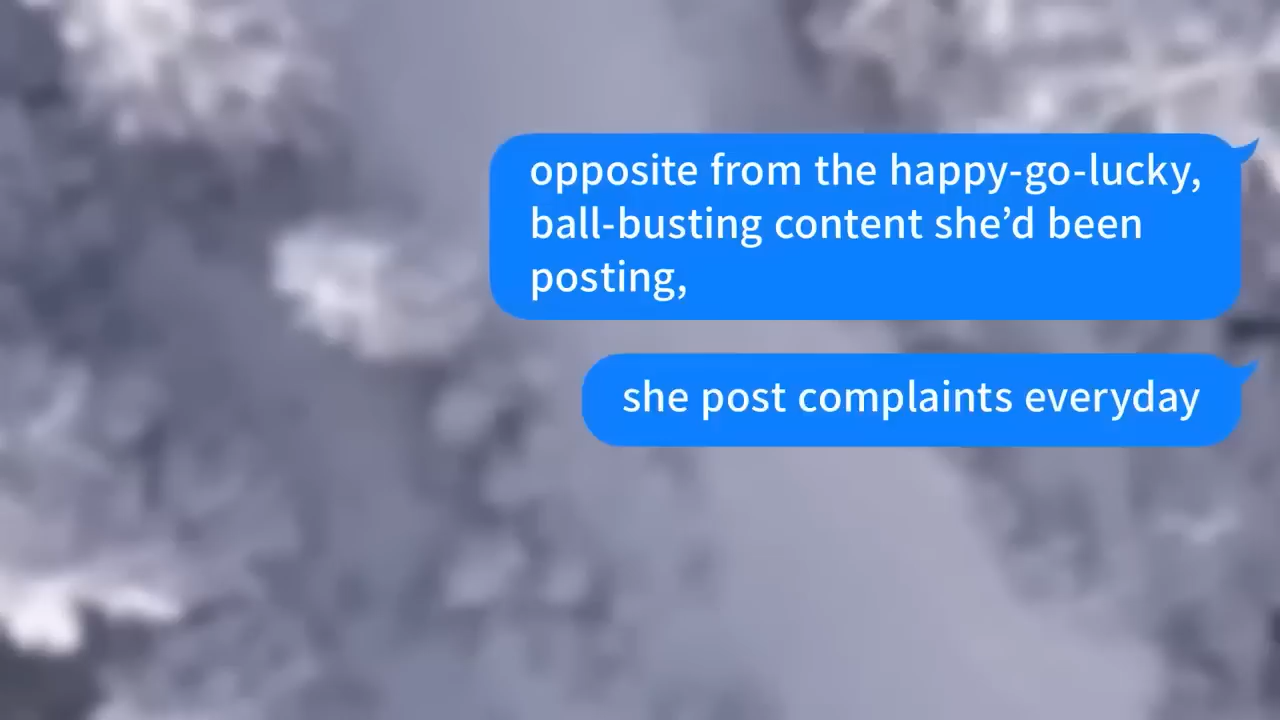 opposite from the happy-go-lucky,
ball-busting content she’d been
posting,
she post complaints everyday